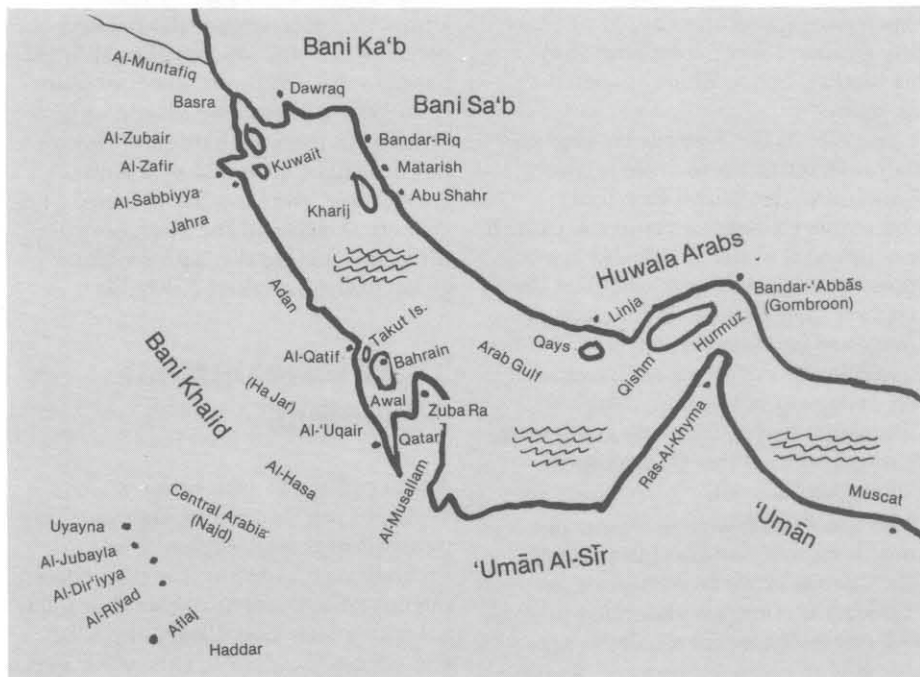 Bani Ka‘b
Al-Muntafiq
Dawraq
Basra
Bani Sa‘b
Al-Zubair
Bandar-Riq
Kuwait
Al-Zafir
Matarish
Al-Sabbiyya
Abu Shahr
Jahra
Kharij
Huwala Arabs
Bandar-‘Abbās
(Gombroon)
Adan
Linja
Takut Is.
Hurmuz
Qays
Al-Qatif
Bahrain
Arab Gulf
Qishm
Bani Khalid
(Ha Jar)
Awal
Zuba Ra
Al-‘Uqair
Qatar
Ras-Al-Khyma
Al-Hasa
Al-Musallam
Muscat
Central Arabia
(Najd)
‘Umān
Uyayna
Al-Jubayla
‘Umān Al-Sīr
Al-Dir‘iyya
Al-Riyad
Aflaj
Haddar